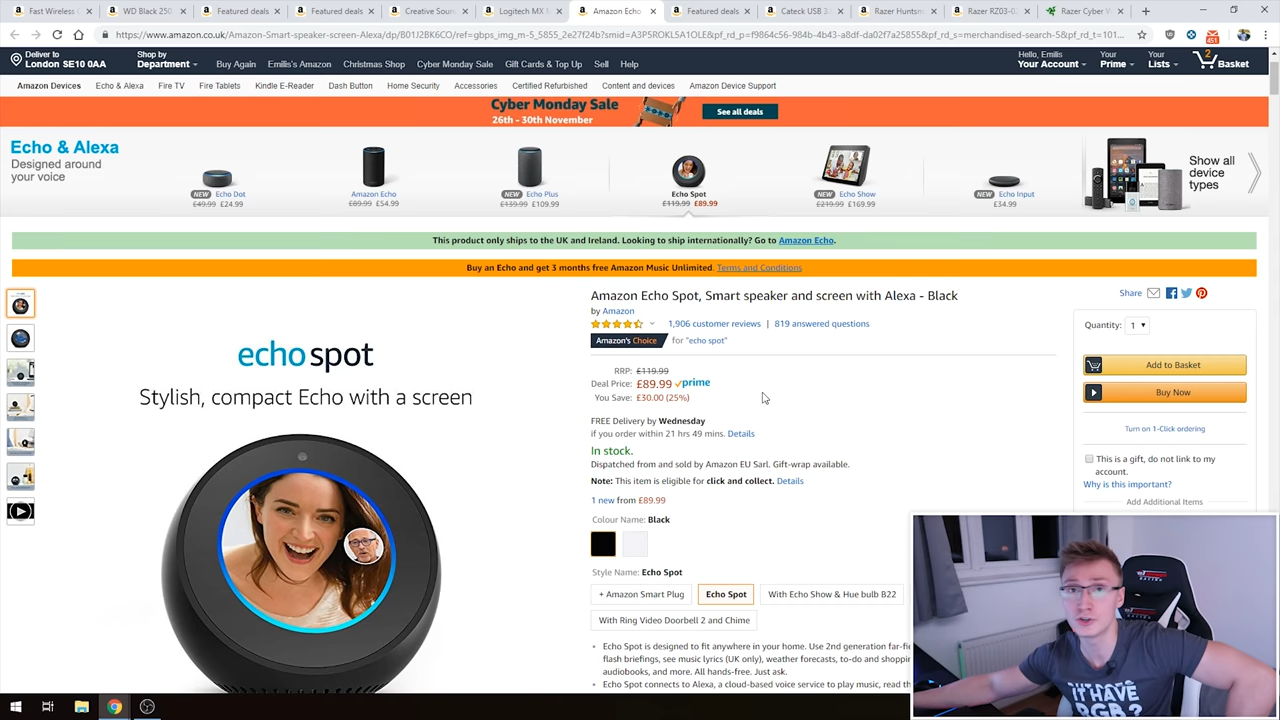 Fast Wireless C
WD Black 250
Featured deals
Featured deals
Creative Soun
Logitech MX M
Amazon Echo
Featured deals
Cateck USB 3.
Razer Huntsm
Razer RZ03-0
Razer Cyber W
https://www.amazon.co.uk/Amazon-Smart-speaker-screen-Alexa/dp/B01J2BK6CO/ref=gbps_img_m-5_5855_2e27f24b?smid=A3P5ROKL5A1OLE&pf_rd_p=f9864c56-984b-4b43-a8df-da02f7a25855&pf_rd_s=merchandised-search-5&pf_rd_t=101...
451
Deliver to
London SE10 0AA
Shop by
Department
Buy Again Emilis's Amazon Christmas Shop Cyber Monday Sale Gift Cards & Top Up Sell Help
Hello, Emilis
Your Account
Your
Prime
Your
Lists
2
Basket
Amazon Devices Echo & Alexa Fire TV Fire Tablets Kindle E-Reader Dash Button Home Security Accessories Certified Refurbished Content and devices Amazon Device Support
Cyber Monday Sale
26th - 30th November
See all deals
Echo & Alexa
Designed around
your voice
NEW Echo Dot
£49.99 £24.99
Amazon Echo
£89.99 £54.99
NEW Echo Plus
£139.99 £109.99
Echo Spot
£119.99 £89.99
NEW Echo Show
£219.99 £169.99
NEW Echo Input
£34.99
Show all
device
types
This product only ships to the UK and Ireland. Looking to ship internationally? Go to Amazon Echo.
Buy an Echo and get 3 months free Amazon Music Unlimited. Terms and Conditions
echo spot
Stylish, compact Echo with a screen
Amazon Echo Spot, Smart speaker and screen with Alexa - Black
by Amazon
1,906 customer reviews | 819 answered questions
Amazon's Choice for "echo spot"
RRP: £119.99
Deal Price: £89.99 prime
You Save: £30.00 (25%)
FREE Delivery by Wednesday
if you order within 21 hrs 49 mins. Details
In stock.
Dispatched from and sold by Amazon EU Sarl. Gift-wrap available.
Note: This item is eligible for click and collect. Details
1 new from £89.99
Colour Name: Black
Style Name: Echo Spot
+ Amazon Smart Plug
Echo Spot
With Echo Show & Hue bulb B22
With Ring Video Doorbell 2 and Chime
Echo Spot is designed to fit anywhere in your home. Use 2nd generation far-fie
flash briefings, see music lyrics (UK only), weather forecasts, to-do and shoppin
audiobooks, and more. All hands-free. Just ask.
Echo Spot connects to Alexa, a cloud-based voice service to play music, read th
Share
Quantity: 1
Add to Basket
Buy Now
Turn on 1-Click ordering
This is a gift, do not link to my
account.
Why is this important?
Add Additional Items
RACING
IT HAVE
RGB?